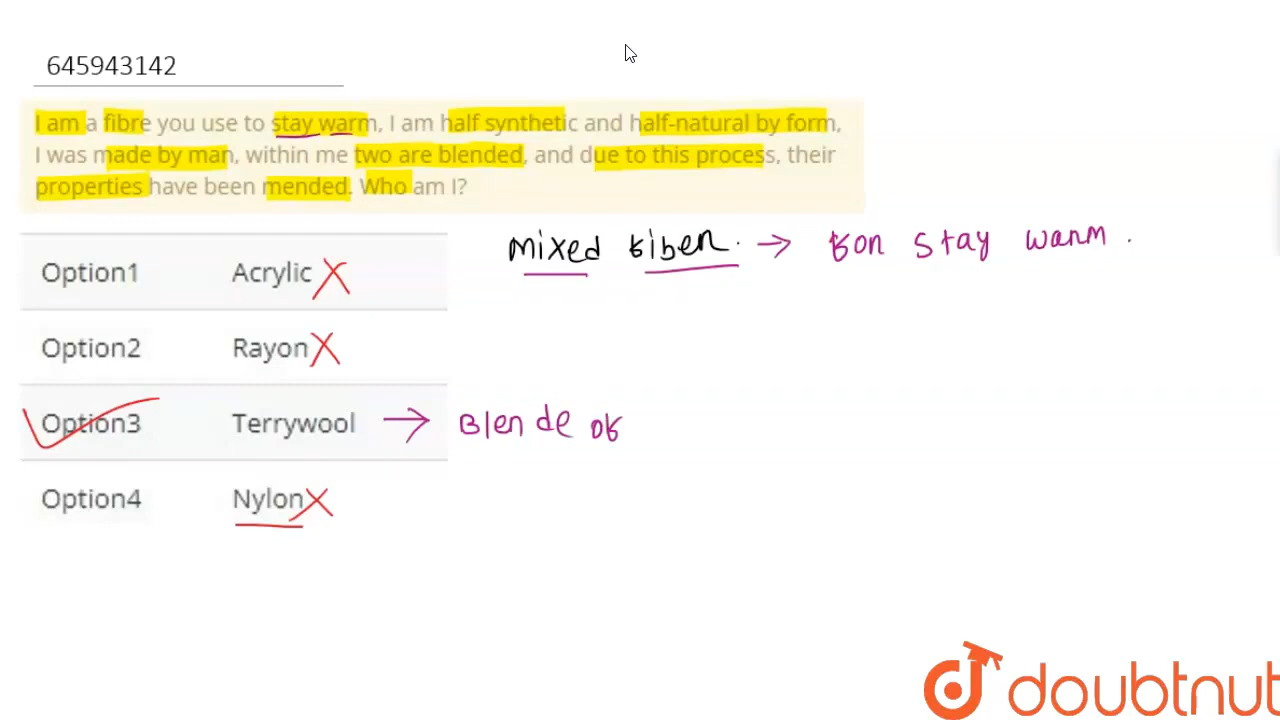 645943142
I am a fibre you use to stay warm, I am half synthetic and half-natural by form,
I was made by man, within me two are blended, and due to this process, their
properties have been mended. Who am I?
mixed fiber. → for stay warm.
Option1 Acrylic X
Option2 Rayon X
Option3 Terrywool → Blende of
Option4 Nylon X
doubtnut